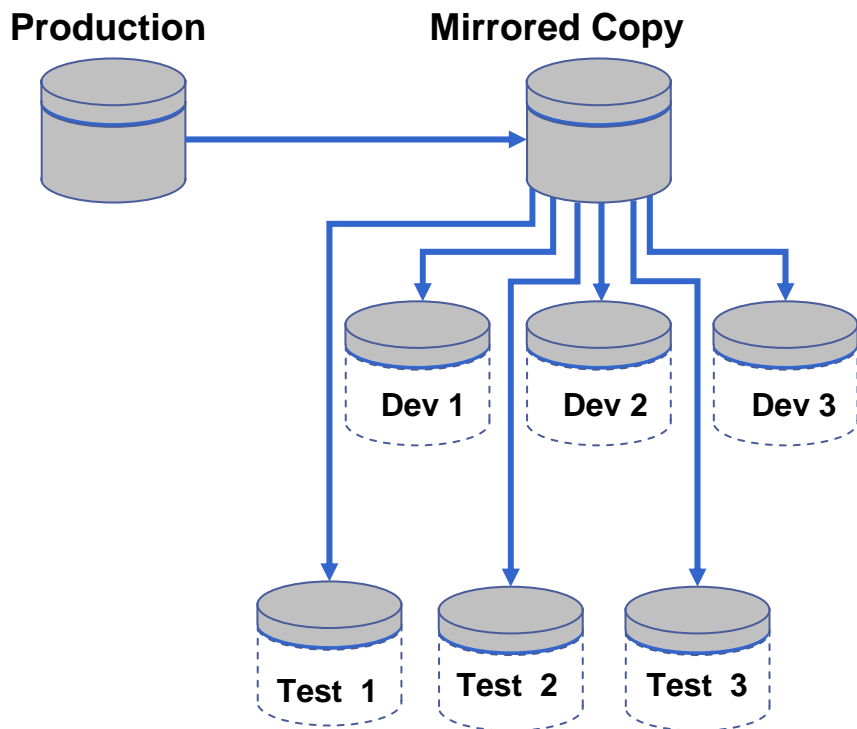 Production
Mirrored Copy
Dev 1
Dev 2
Dev 3
Test  1
Test  2
Test  3